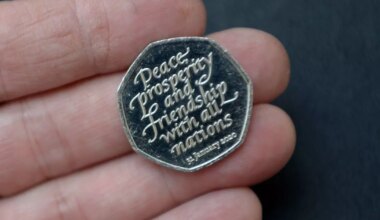 Peace
prosperity
and
friendship
with all
nations
31 January 2020